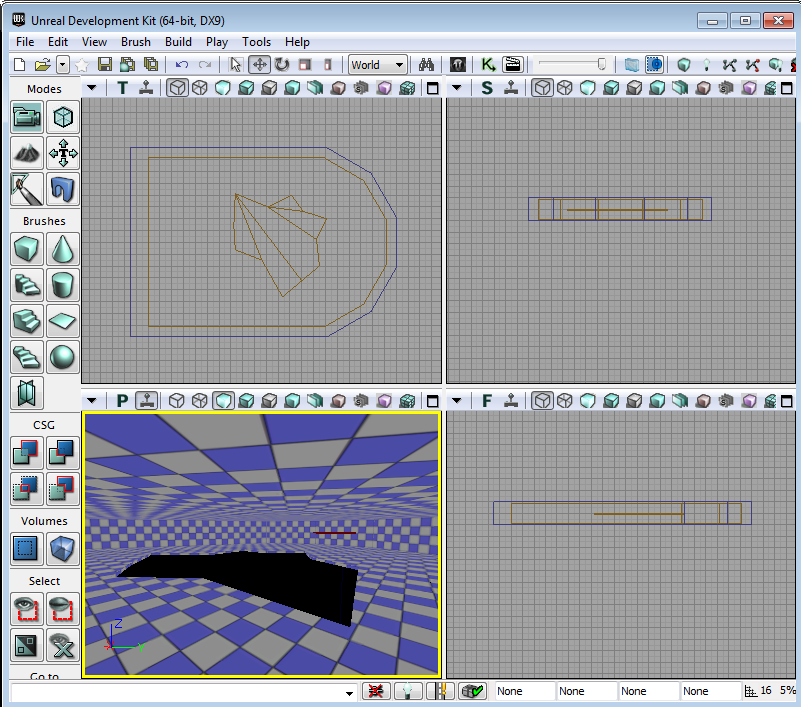 Unreal Development Kit (64-bit, DX9)
File Edit View Brush Build Play Tools Help
World
Modes
T
S
Brushes
P
F
CSG
Volumes
Select
Z
Go to
None None None None 16 5%